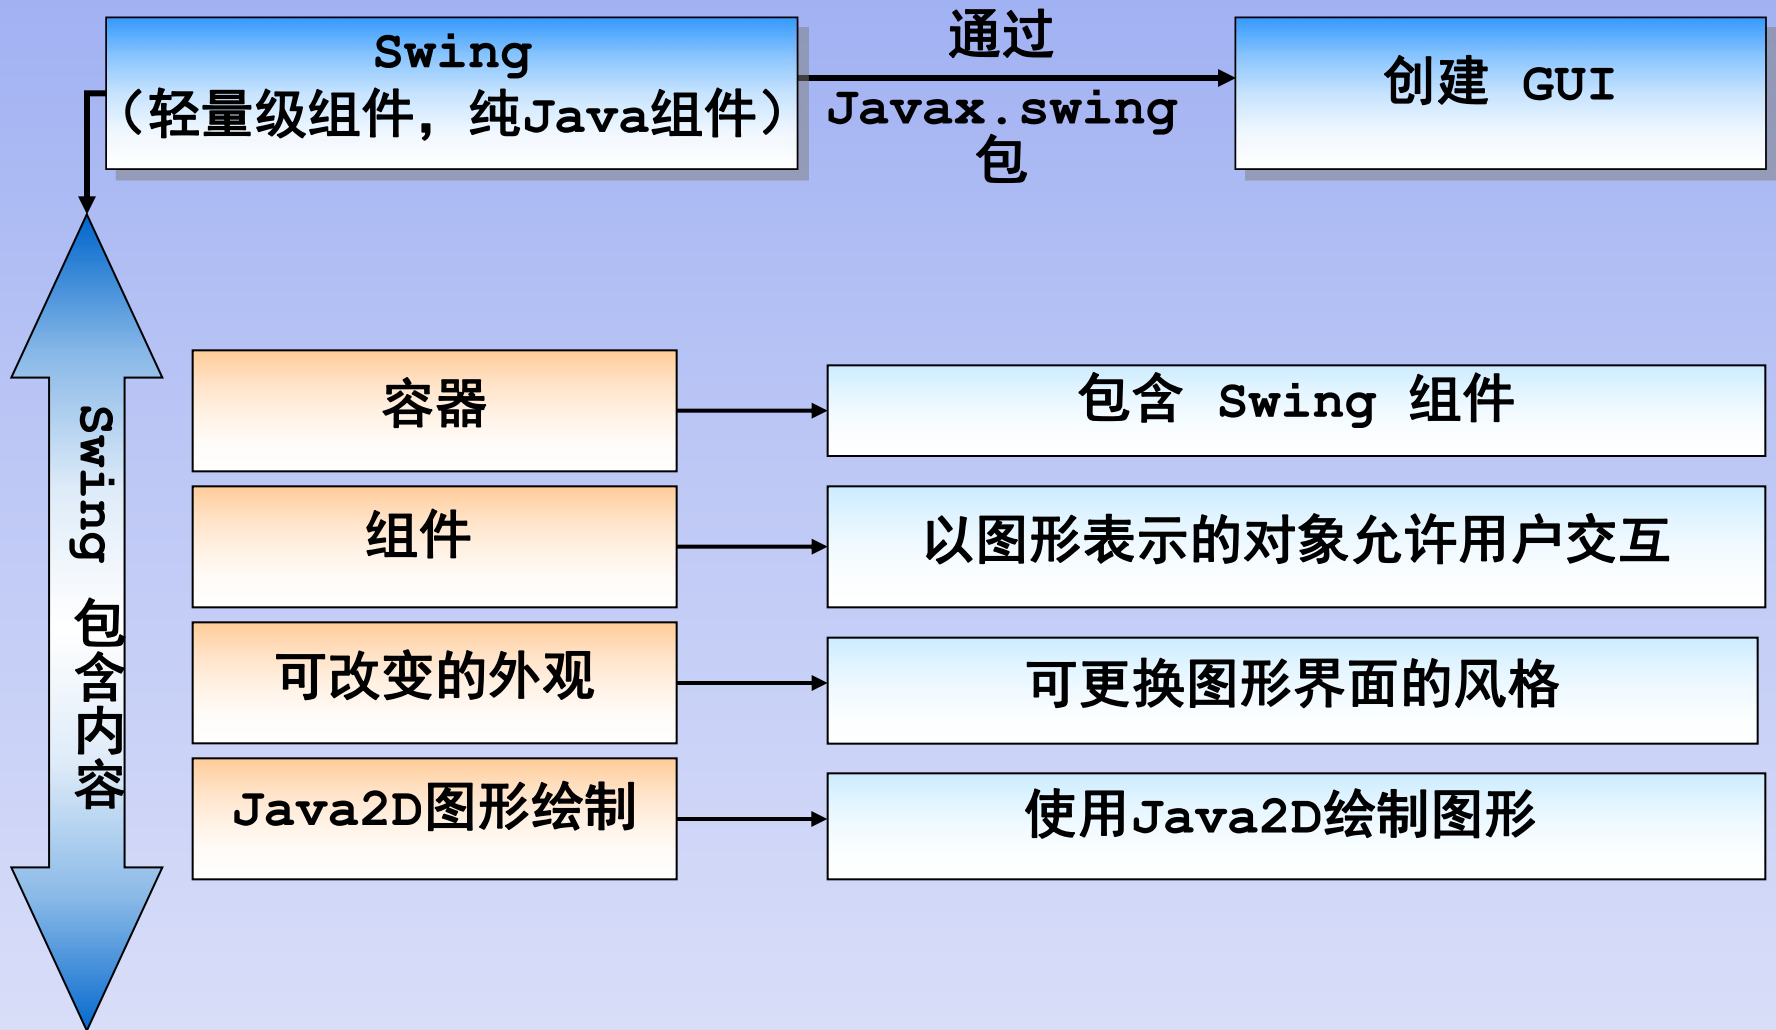 Swing
（轻量级组件，纯Java组件）
通过
Javax.swing
包
创建 GUI
Swing 包含内容
容器
包含 Swing 组件
组件
以图形表示的对象允许用户交互
可改变的外观
可更换图形界面的风格
Java2D图形绘制
使用Java2D绘制图形